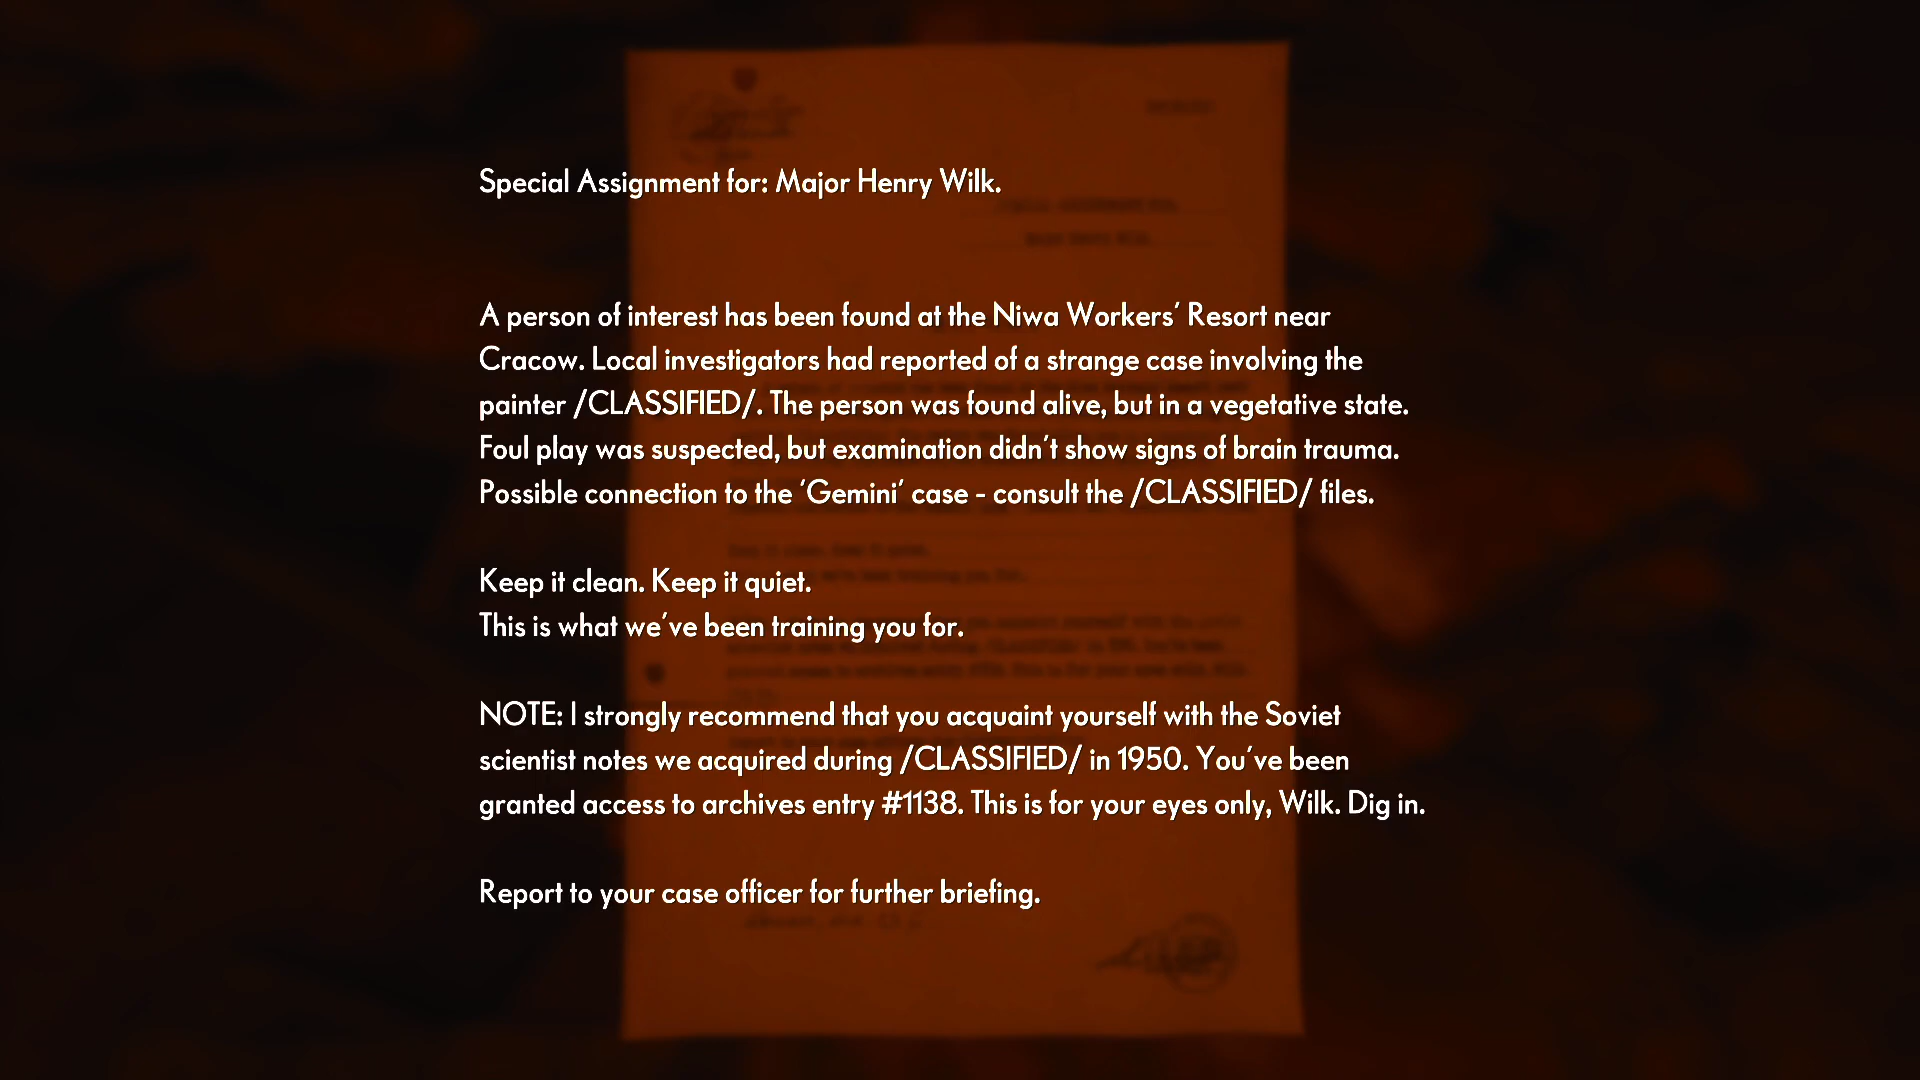 Special Assignment for: Major Henry Wilk.
A person of interest has been found at the Niwa Workers' Resort near
Cracow. Local investigators had reported of a strange case involving the
painter /CLASSIFIED/. The person was found alive, but in a vegetative state.
Foul play was suspected, but examination didn't show signs of brain trauma.
Possible connection to the 'Gemini' case - consult the /CLASSIFIED/ files.
Keep it clean. Keep it quiet.
This is what we've been training you for.
NOTE: I strongly recommend that you acquaint yourself with the Soviet
scientist notes we acquired during /CLASSIFIED/ in 1950. You've been
granted access to archives entry #1138. This is for your eyes only, Wilk. Dig in.
Report to your case officer for further briefing.